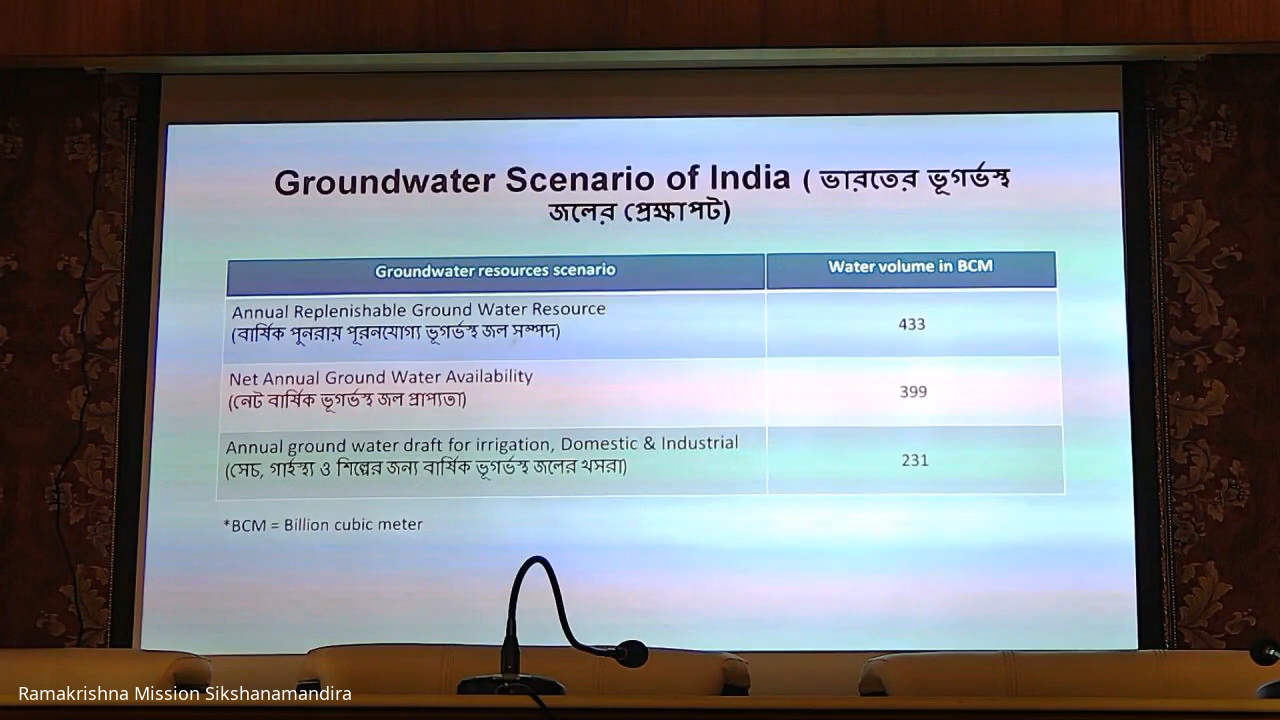 Groundwater Scenario of India ( ভারতের ভূগর্ভস্থ
জলের প্রেক্ষাপট)
Groundwater resources scenario
Water volume in BCM
Annual Replenishable Ground Water Resource
(বার্ষিক পুনরায় পূরনযোগ্য ভূগর্ভস্থ জল সম্পদ)
433
Net Annual Ground Water Availability
(নেট বার্ষিক ভূগর্ভস্থ জল প্রাপ্যতা)
399
Annual ground water draft for irrigation, Domestic & Industrial
(সেচ, গার্হস্থ্য ও শিল্পের জন্য বার্ষিক ভূগর্ভস্থ জলের খসরা)
231
*BCM = Billion cubic meter
Ramakrishna Mission Sikshanamandira